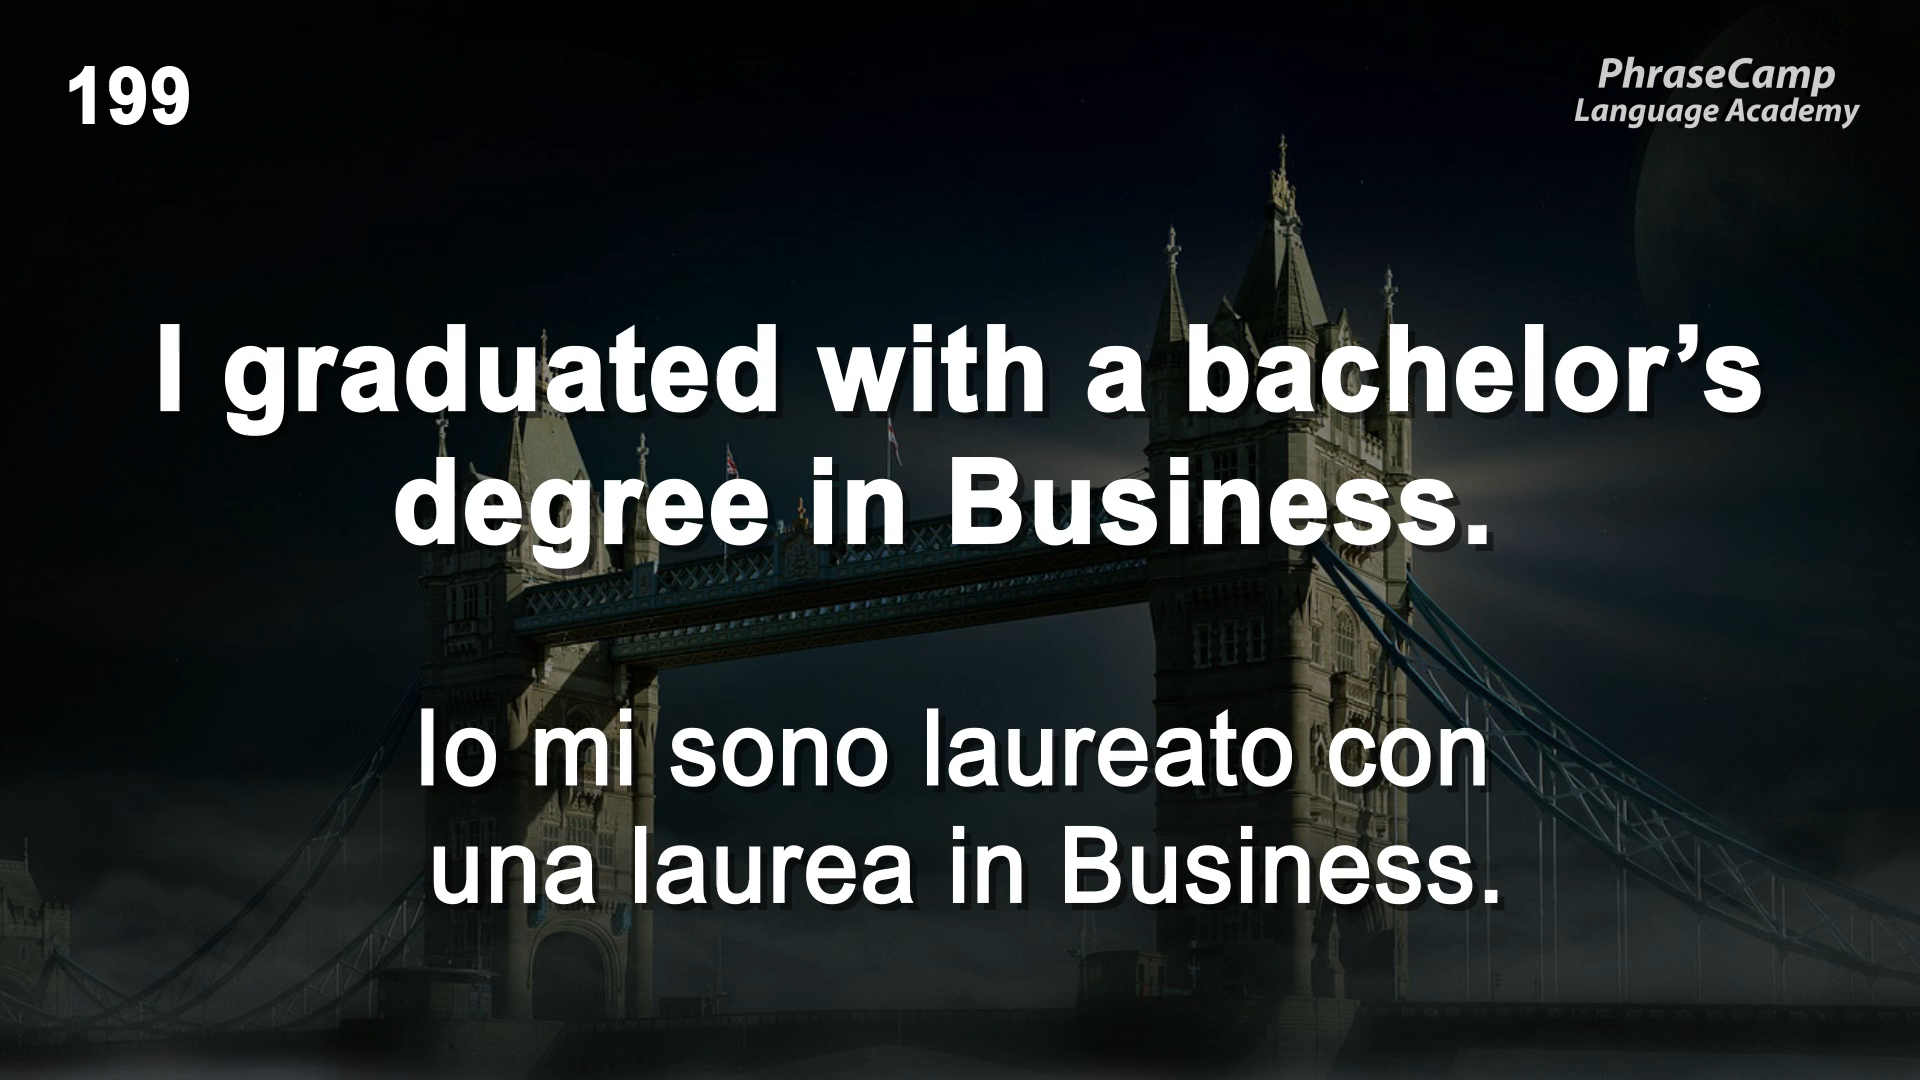 199
PhraseCamp
Language Academy
I graduated with a bachelor’s
degree in Business.
Io mi sono laureato con
una laurea in Business.